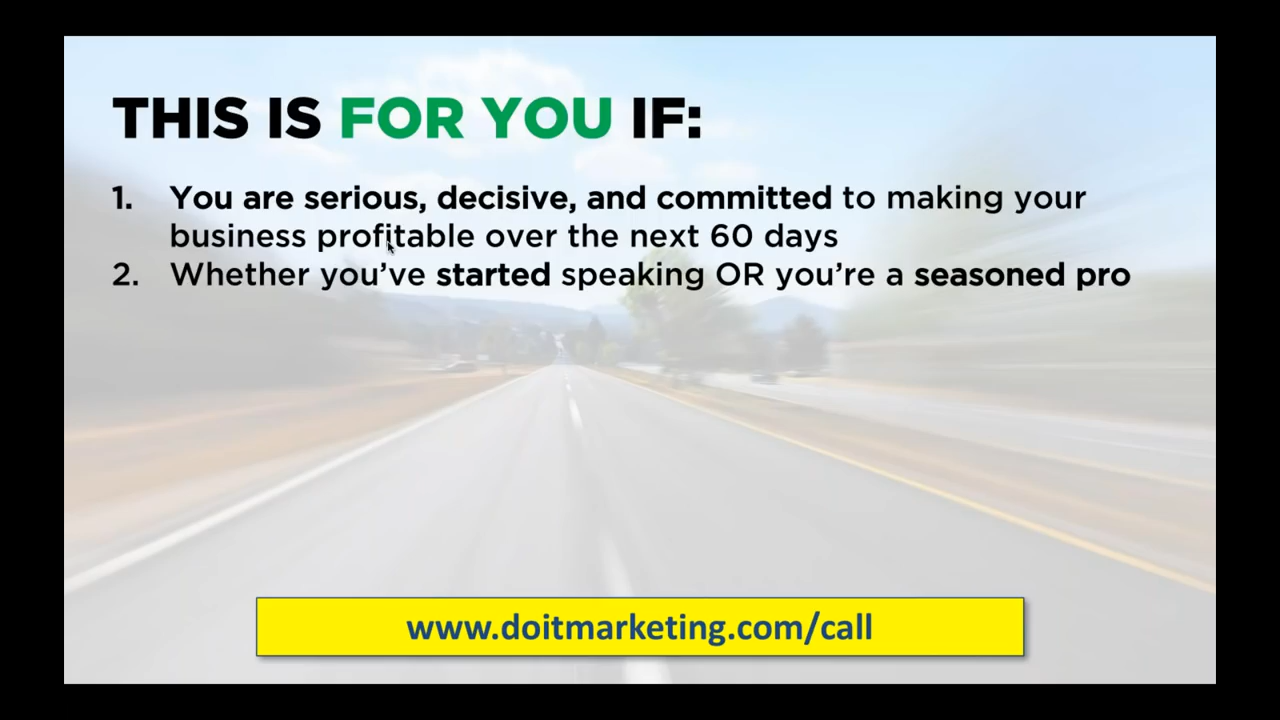 THIS IS FOR YOU IF:
1. You are serious, decisive, and committed to making your
business profitable over the next 60 days
2. Whether you’ve started speaking OR you’re a seasoned pro
www.doitmarketing.com/call